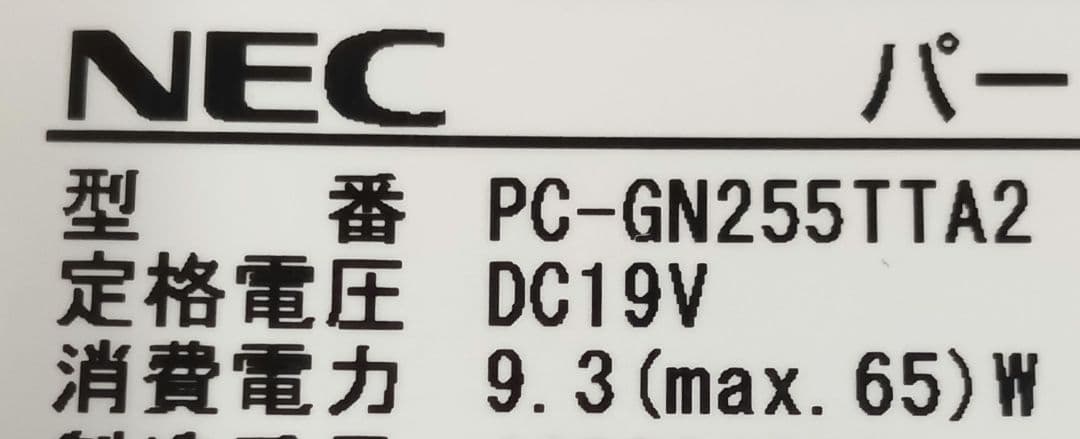 NEC パー
型番 PC-GN255TTA2
定格電圧 DC19V
消費電力 9.3(max.65)W